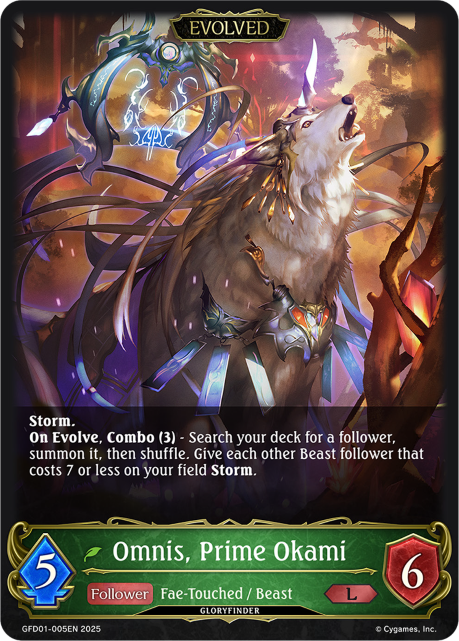 EVOLVED
Storm.
On Evolve, Combo (3) - Search your deck for a follower,
summon it, then shuffle. Give each other Beast follower that
costs 7 or less on your field Storm.
5
Omnis, Prime Okami
6
Follower Fae-Touched / Beast L
GLORYFINDER
GFD01-005EN 2025 © Cygames, Inc.